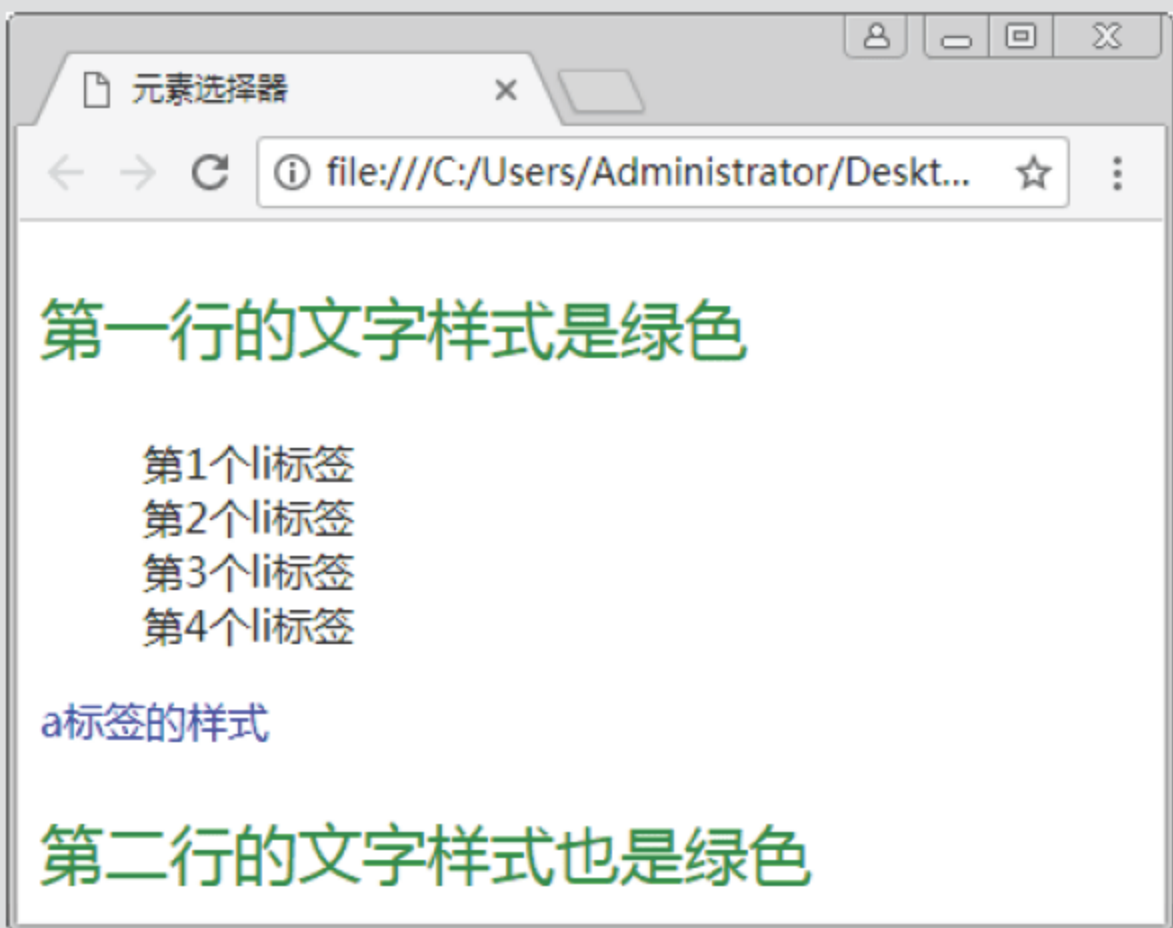 元素选择器
file:///C:/Users/Administrator/Deskt...
第一行的文字样式是绿色
第1个li标签
第2个li标签
第3个li标签
第4个li标签
a标签的样式
第二行的文字样式也是绿色